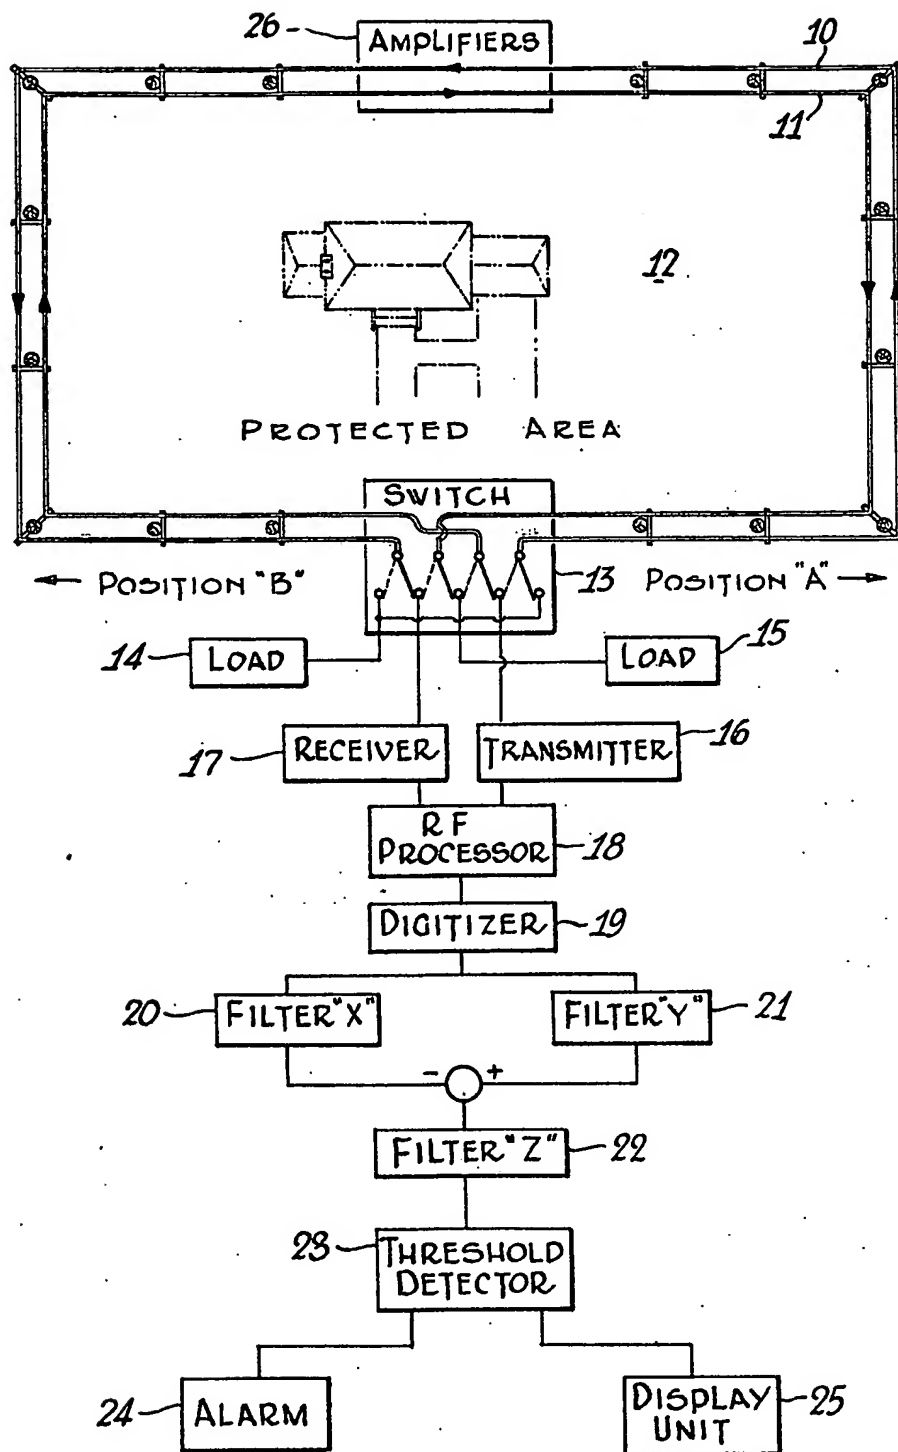 26
AMPLIFIERS
10
11
12
PROTECTED AREA
SWITCH
POSITION "B"
13
POSITION "A"
14
LOAD
LOAD
15
17
RECEIVER
TRANSMITTER
16
RF
PROCESSOR
18
DIGITIZER
19
20
FILTER "X"
FILTER "Y"
21
- +
FILTER "Z"
22
23
THRESHOLD
DETECTOR
24
ALARM
DISPLAY
UNIT
25